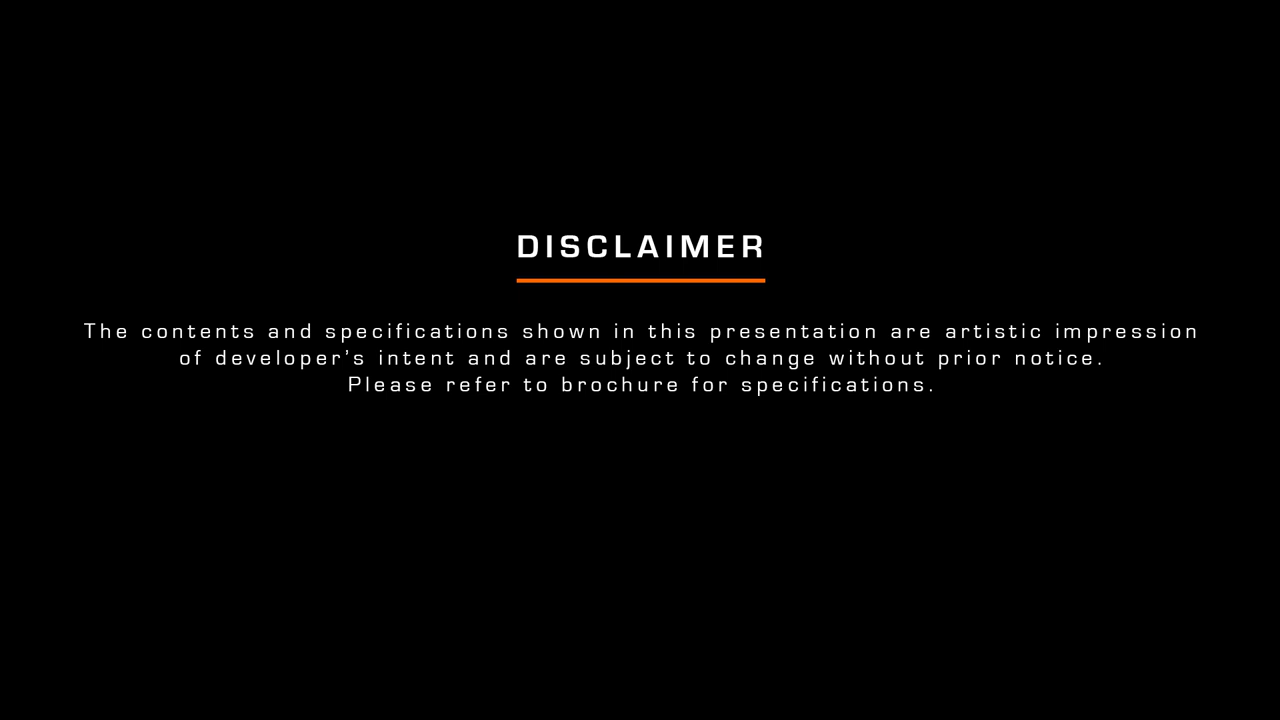 DISCLAIMER
The contents and specifications shown in this presentation are artistic impression
of developer’s intent and are subject to change without prior notice.
Please refer to brochure for specifications.